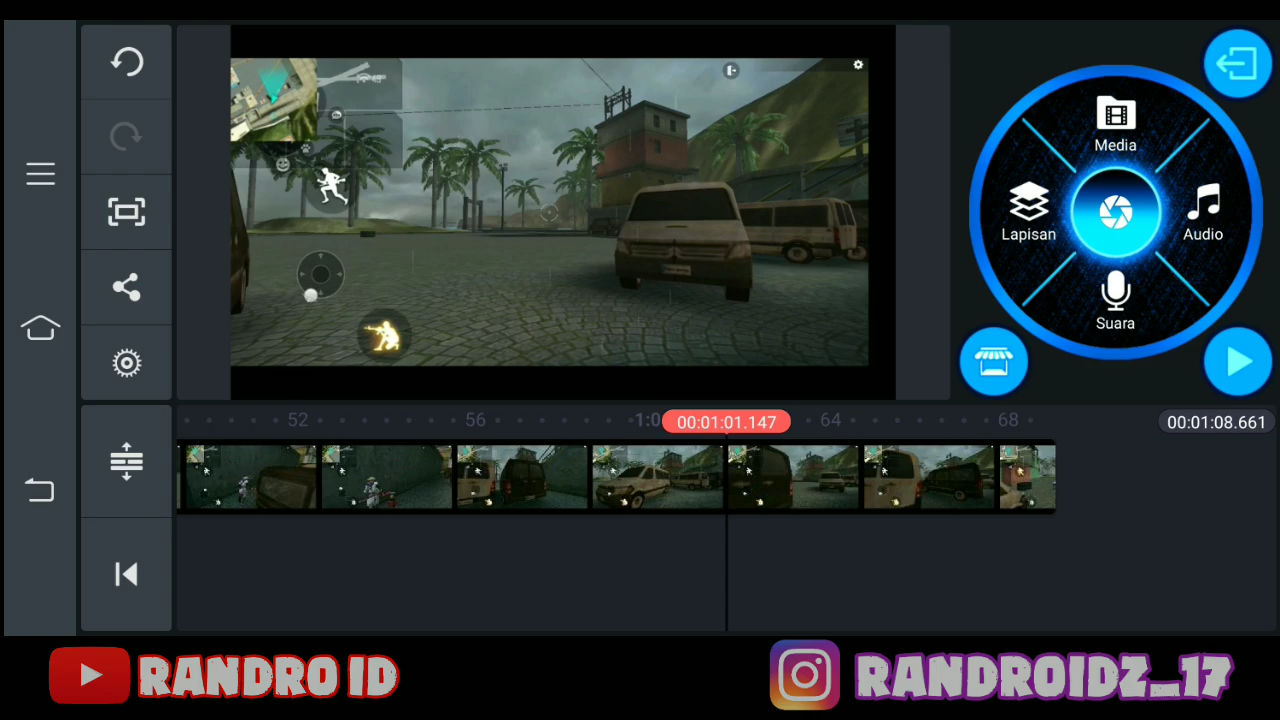 Media
Lapisan
Audio
Suara
52
56
1:0
00:01:01.147
64
68
00:01:08.661
RANDRO ID
RANDROIDZ_17